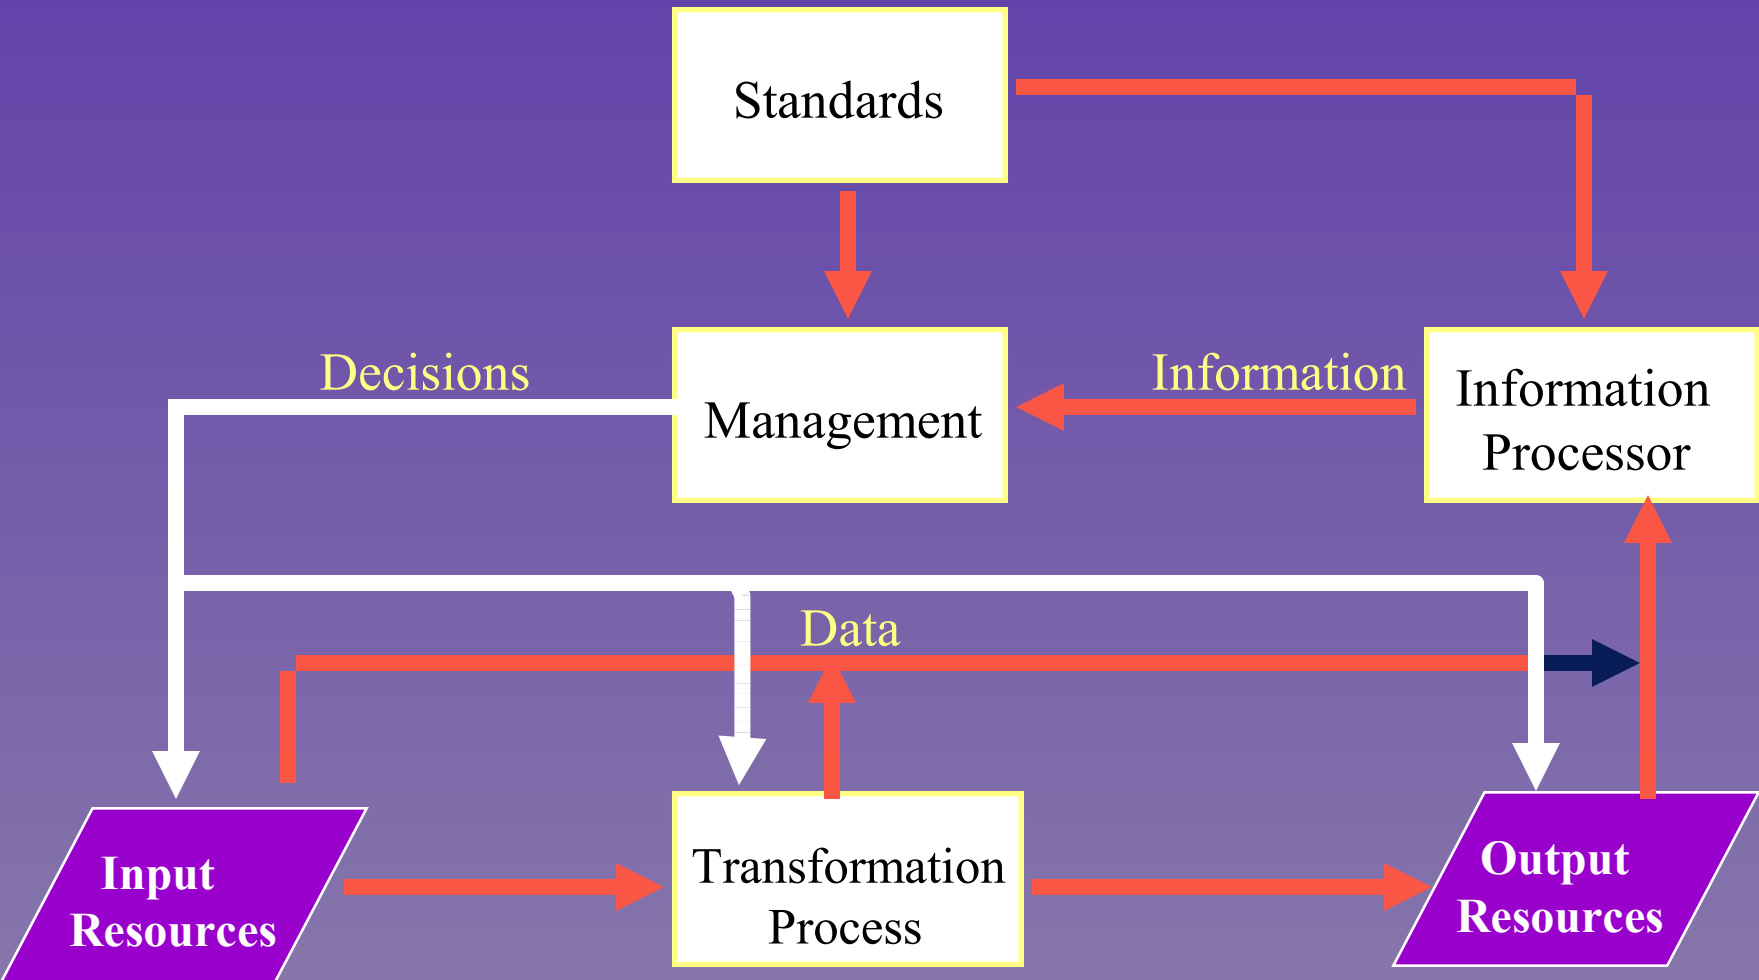 Standards
Decisions
Management
Information
Information
Processor
Data
Input
Resources
Transformation
Process
Output
Resources